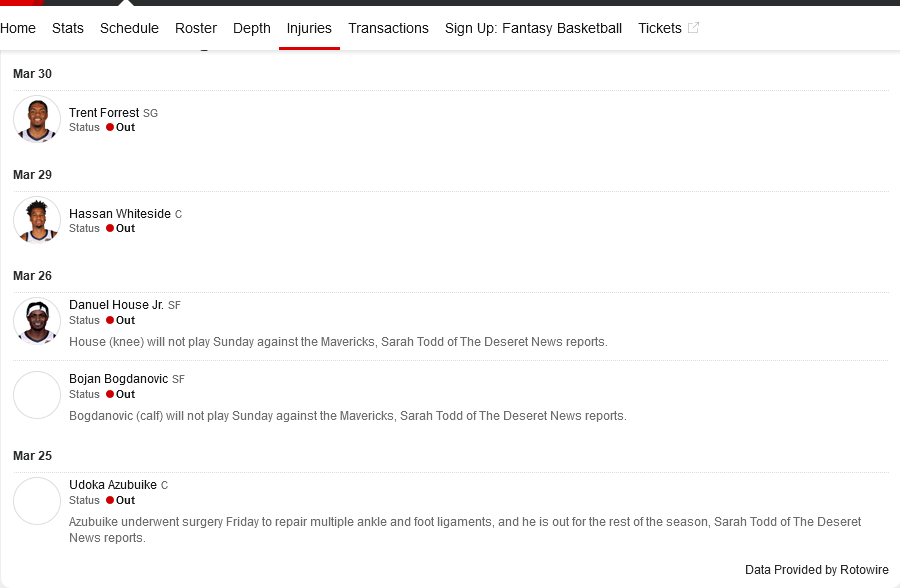 Home Stats Schedule Roster Depth Injuries Transactions Sign Up: Fantasy Basketball Tickets
Mar 30
Trent Forrest SG
Status Out
Mar 29
Hassan Whiteside C
Status Out
Mar 26
Danuel House Jr. SF
Status Out
House (knee) will not play Sunday against the Mavericks, Sarah Todd of The Deseret News reports.
Bojan Bogdanovic SF
Status Out
Bogdanovic (calf) will not play Sunday against the Mavericks, Sarah Todd of The Deseret News reports.
Mar 25
Udoka Azubuike C
Status Out
Azubuike underwent surgery Friday to repair multiple ankle and foot ligaments, and he is out for the rest of the season, Sarah Todd of The Deseret
News reports.
Data Provided by Rotowire